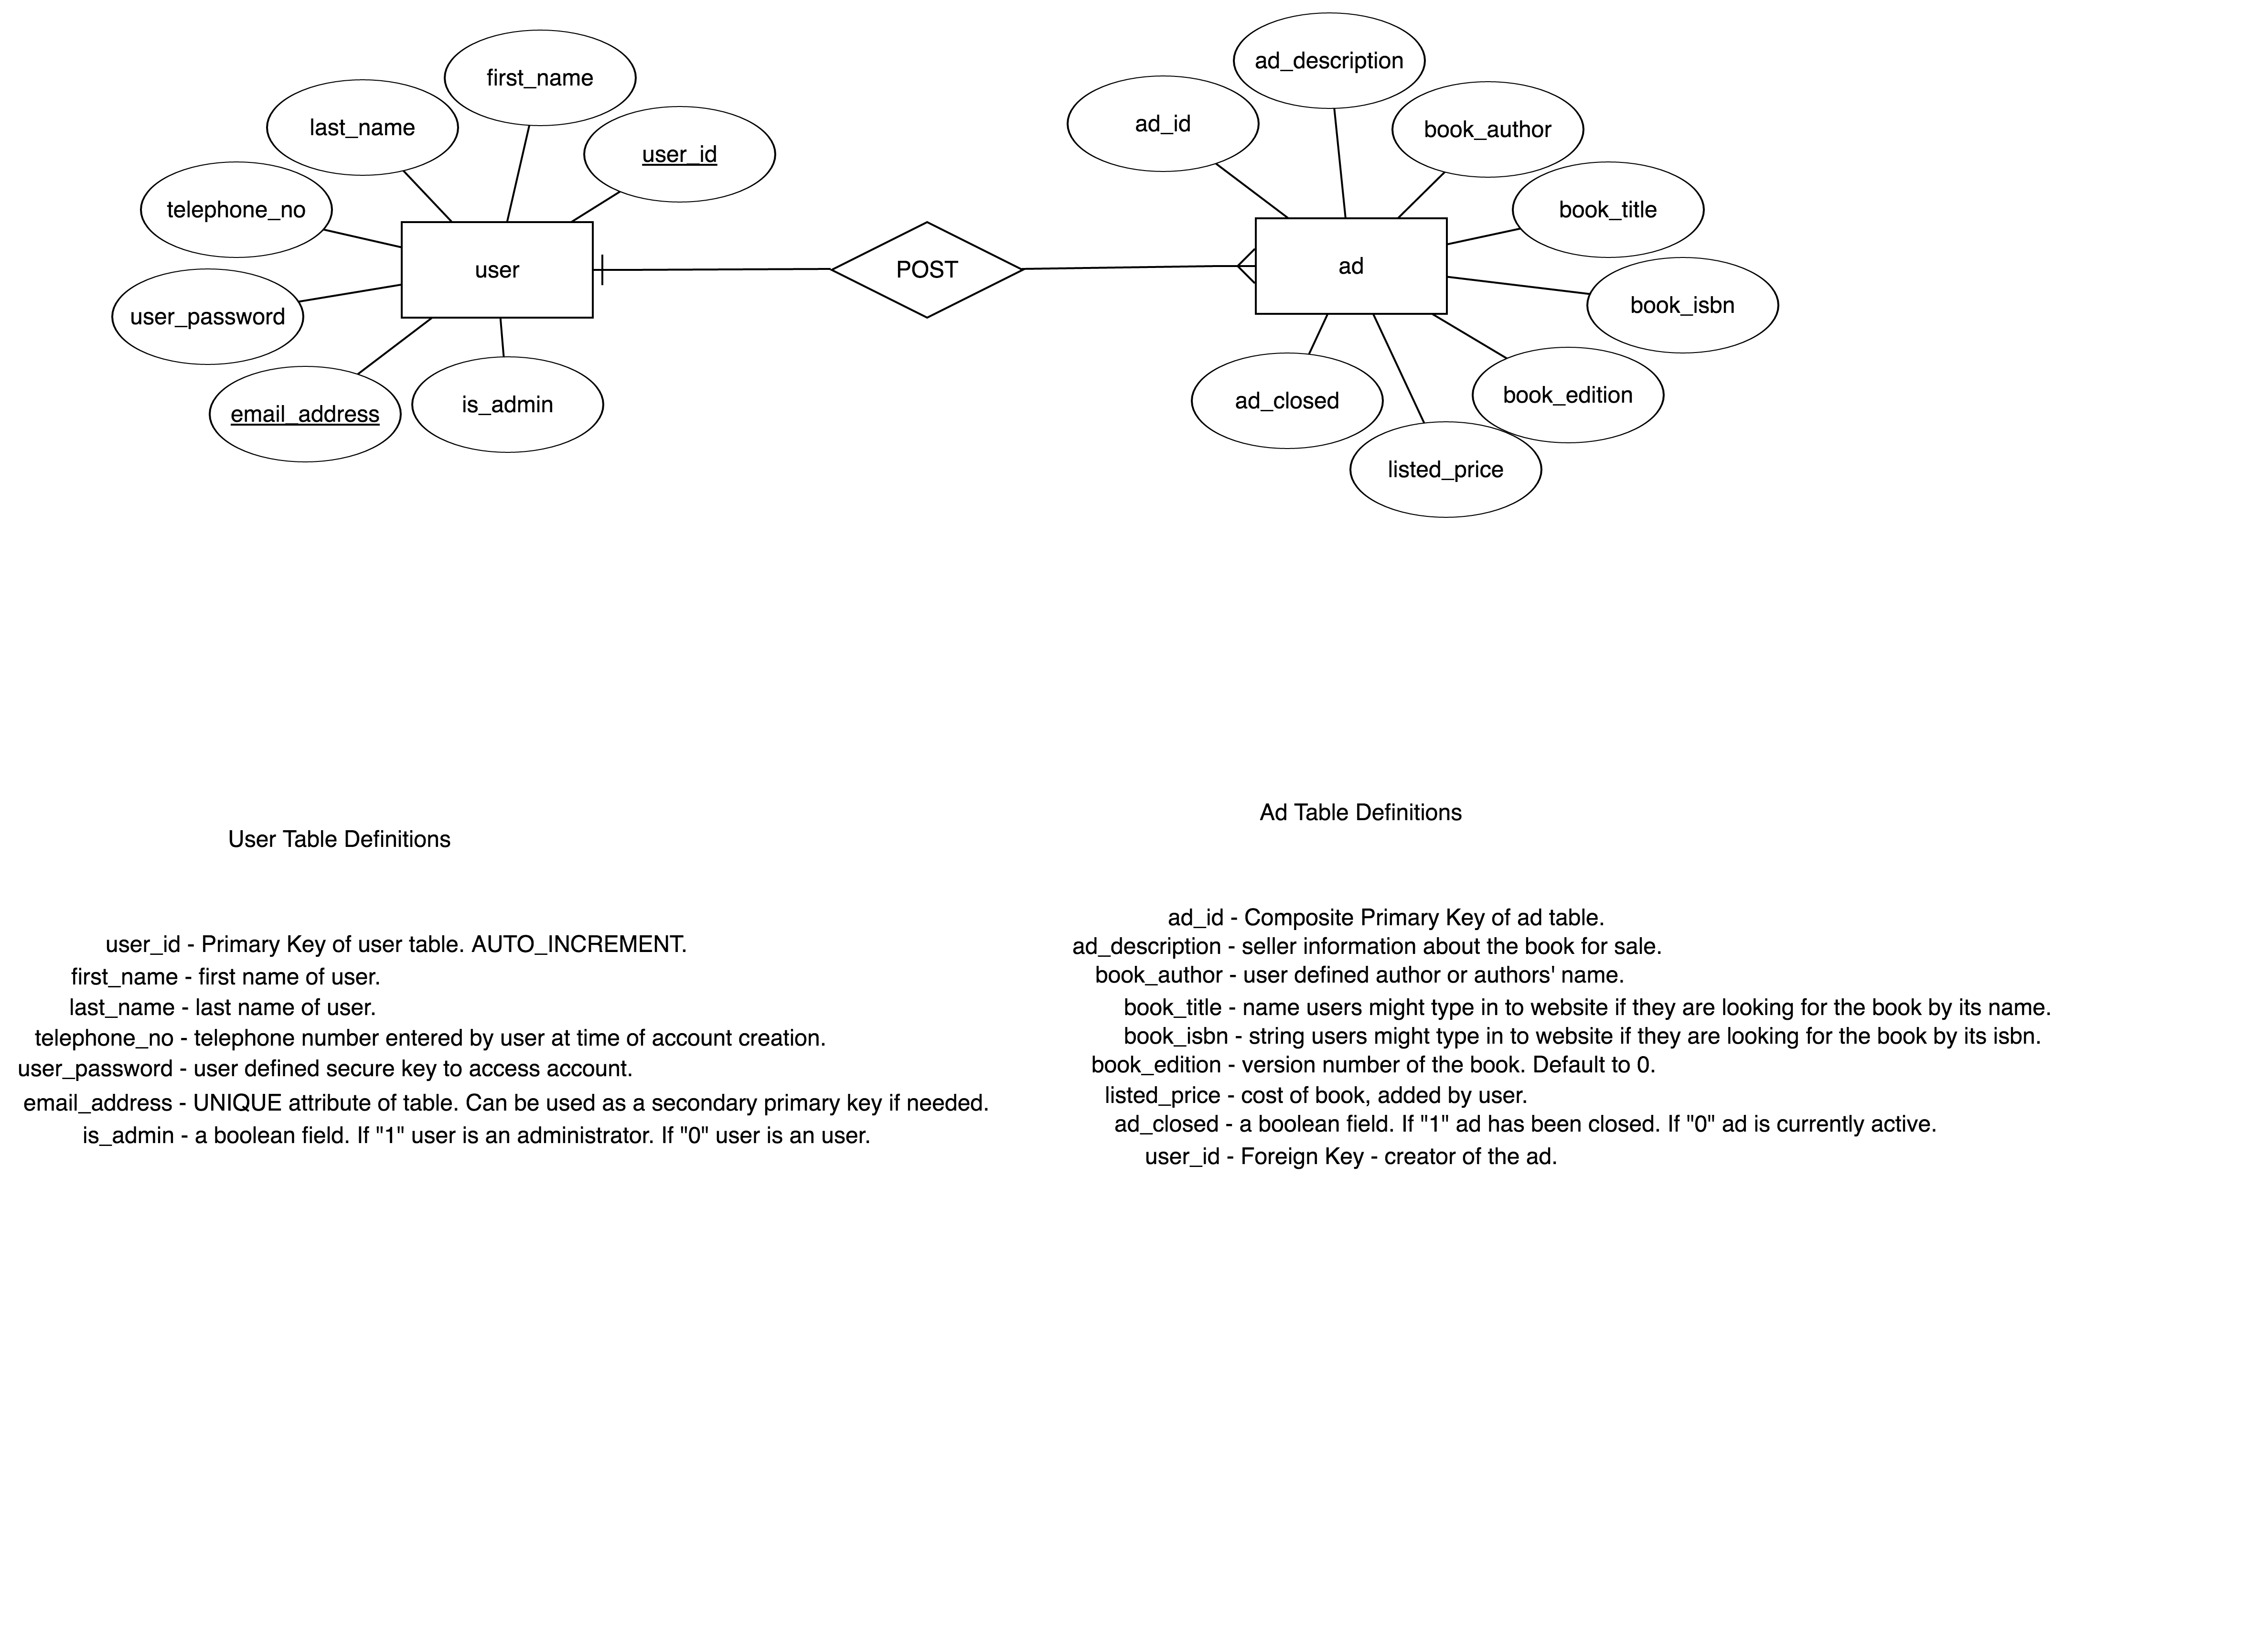 first_name
last_name
user_id
telephone_no
user
user_password
email_address
is_admin
POST
ad_description
ad_id
book_author
book_title
ad
book_isbn
book_edition
ad_closed
listed_price
User Table Definitions
user_id - Primary Key of user table. AUTO_INCREMENT.
first_name - first name of user.
last_name - last name of user.
telephone_no - telephone number entered by user at time of account creation.
user_password - user defined secure key to access account.
email_address - UNIQUE attribute of table. Can be used as a secondary primary key if needed.
is_admin - a boolean field. If "1" user is an administrator. If "0" user is an user.
Ad Table Definitions
ad_id - Composite Primary Key of ad table.
ad_description - seller information about the book for sale.
book_author - user defined author or authors' name.
book_title - name users might type in to website if they are looking for the book by its name.
book_isbn - string users might type in to website if they are looking for the book by its isbn.
book_edition - version number of the book. Default to 0.
listed_price - cost of book, added by user.
ad_closed - a boolean field. If "1" ad has been closed. If "0" ad is currently active.
user_id - Foreign Key - creator of the ad.